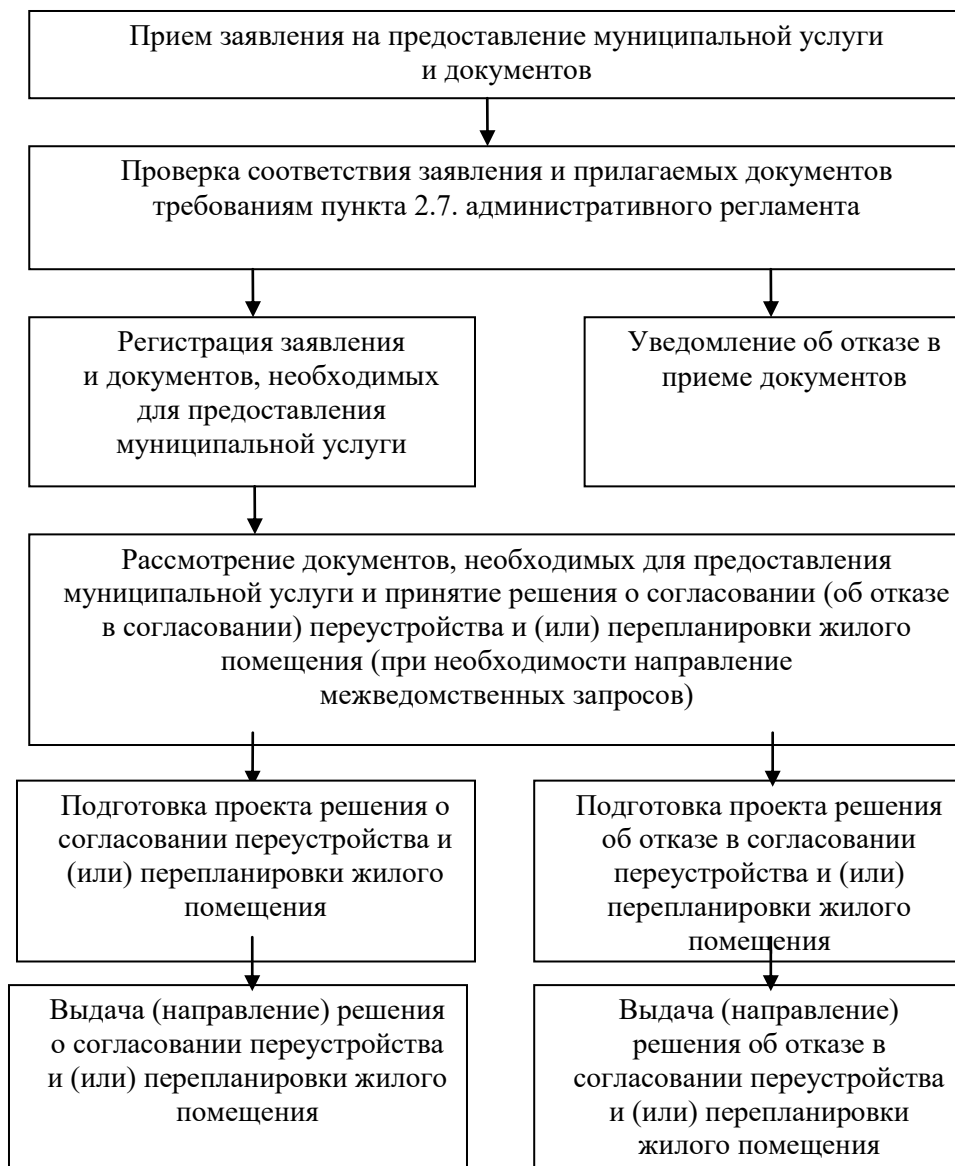 Прием заявления на предоставление муниципальной услуги
и документов
Проверка соответствия заявления и прилагаемых документов
требованиям пункта 2.7. административного регламента
Регистрация заявления
и документов, необходимых
для предоставления
муниципальной услуги
Уведомление об отказе в
приеме документов
Рассмотрение документов, необходимых для предоставления
муниципальной услуги и принятие решения о согласовании (об отказе
в согласовании) переустройства и (или) перепланировки жилого
помещения (при необходимости направление
межведомственных запросов)
Подготовка проекта решения о
согласовании переустройства и
(или) перепланировки жилого
помещения
Подготовка проекта решения
об отказе в согласовании
переустройства и (или)
перепланировки жилого
помещения
Выдача (направление) решения
о согласовании переустройства
и (или) перепланировки жилого
помещения
Выдача (направление)
решения об отказе в
согласовании переустройства
и (или) перепланировки
жилого помещения